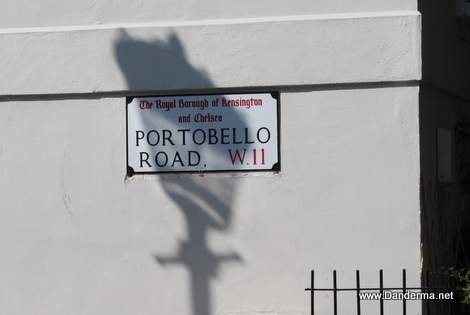 The Royal Borough of Kensington
and Chelsea
PORTOBELLO
ROAD, W.11
www.Danderma.net